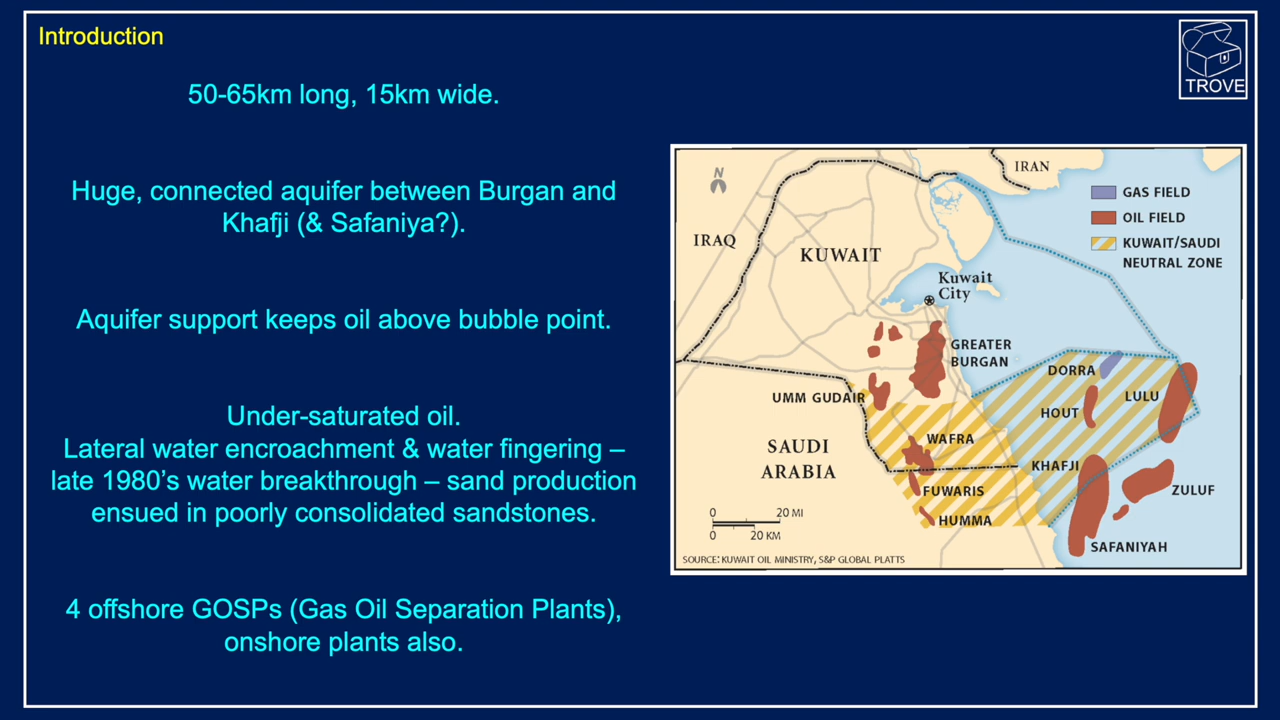 Introduction
TROVE
50-65km long, 15km wide.
Huge, connected aquifer between Burgan and
Khafji (& Safaniya?).
Aquifer support keeps oil above bubble point.
Under-saturated oil.
Lateral water encroachment & water fingering –
late 1980’s water breakthrough – sand production
ensued in poorly consolidated sandstones.
4 offshore GOSPs (Gas Oil Separation Plants),
onshore plants also.
N
IRAN
GAS FIELD
OIL FIELD
KUWAIT/SAUDI
NEUTRAL ZONE
IRAQ
KUWAIT
Kuwait
City
GREATER
BURGAN
DORRA
LULU
UMM GUDAIR
HOUT
WAFRA
SAUDI
ARABIA
KHAFJI
ZULUF
FUWARIS
HUMMA
SAFANIYAH
0 20 MI
0 20 KM
SOURCE: KUWAIT OIL MINISTRY, S&P GLOBAL PLATTS